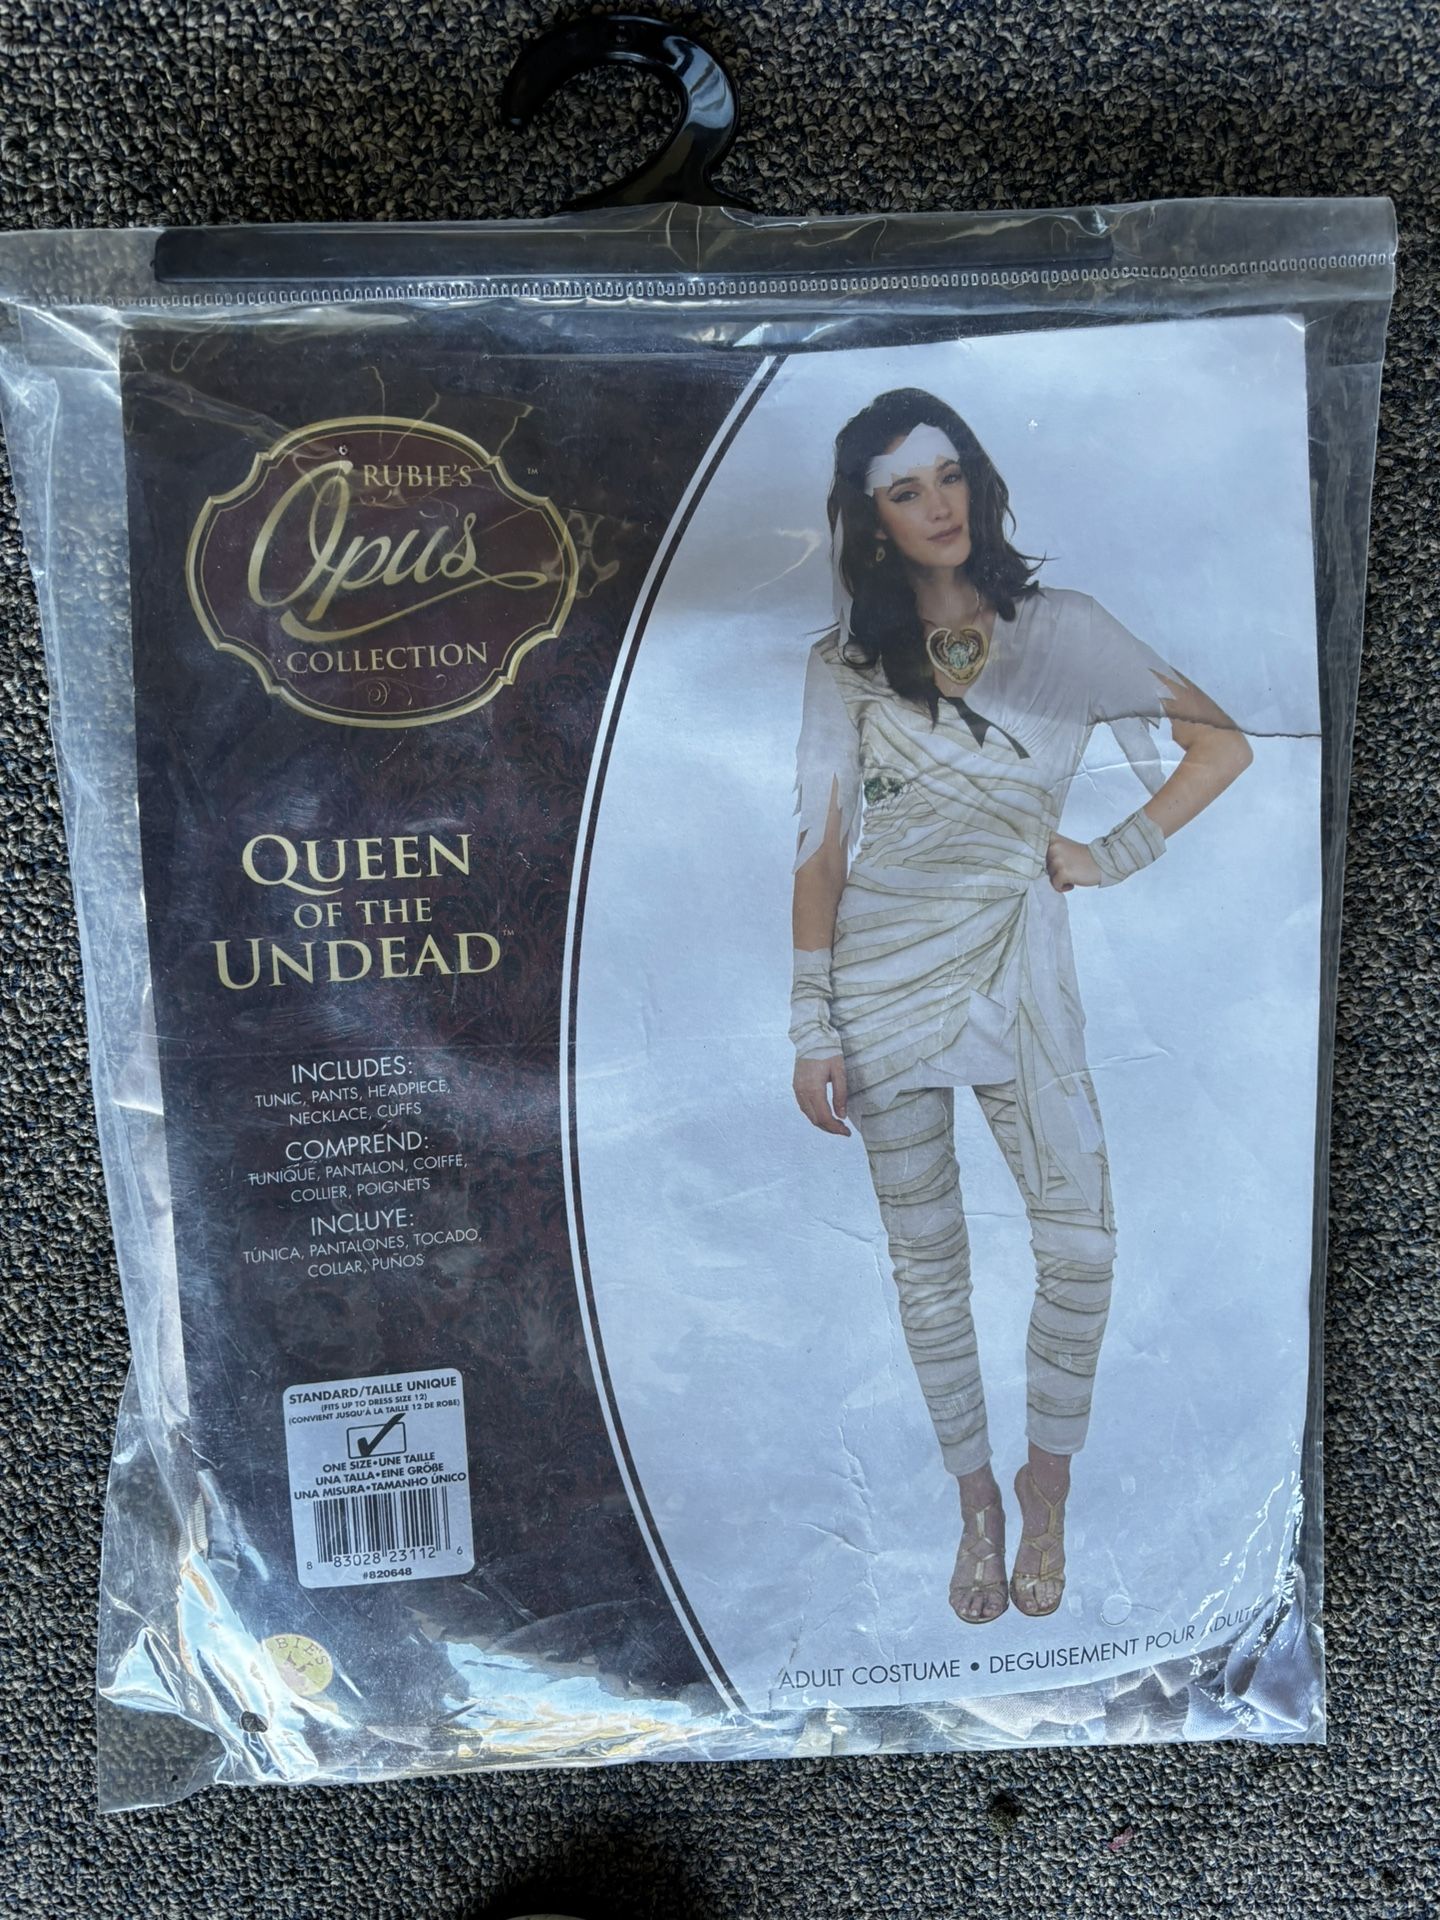 RUBIE'S ™
Opus
COLLECTION
QUEEN
OF THE
UNDEAD™
INCLUDES:
TUNIC, PANTS, HEADPIECE,
NECKLACE, CUFFS
COMPREND:
TUNIQUE, PANTALON, COIFFE,
COLLIER, POIGNETS
INCLUYE:
TÚNICA, PANTALONES, TOCADO,
COLLAR, PUÑOS
STANDARD/TAILLE UNIQUE
(FITS UP TO DRESS SIZE 12)
(CONVIENT JUSQU'À LA TAILLE 12 DE ROBE)
ONE SIZE•UNE TAILLE
UNA TALLA•EINE GRÖßE
UNA MISURA•TAMANHO ÚNICO
8 83028 23112 6
#820648
ADULT COSTUME • DEGUISEMENT POUR ADULTE